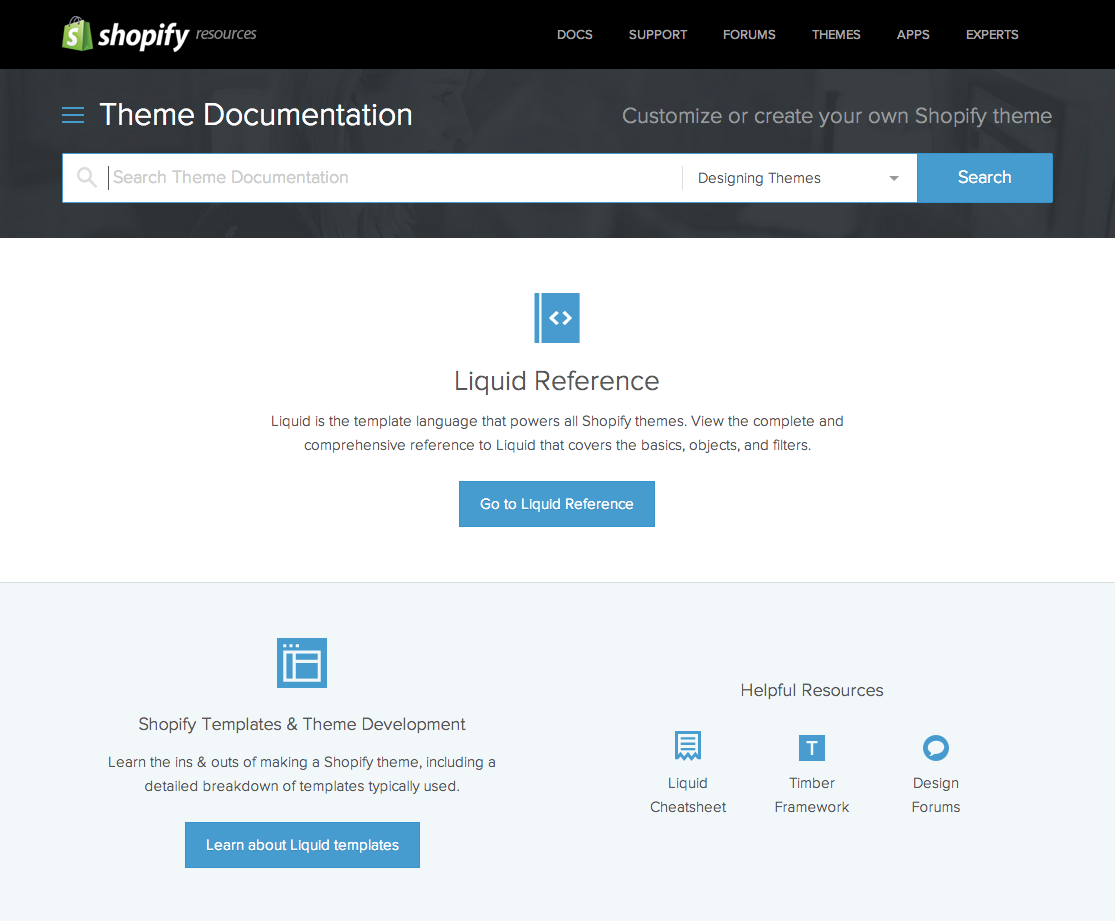 shopify resources
DOCS SUPPORT FORUMS THEMES APPS EXPERTS
Theme Documentation
Customize or create your own Shopify theme
Search Theme Documentation
Designing Themes
Search
Liquid Reference
Liquid is the template language that powers all Shopify themes. View the complete and
comprehensive reference to Liquid that covers the basics, objects, and filters.
Go to Liquid Reference
Shopify Templates & Theme Development
Learn the ins & outs of making a Shopify theme, including a
detailed breakdown of templates typically used.
Learn about Liquid templates
Helpful Resources
T
Liquid
Cheatsheet
Timber
Framework
Design
Forums